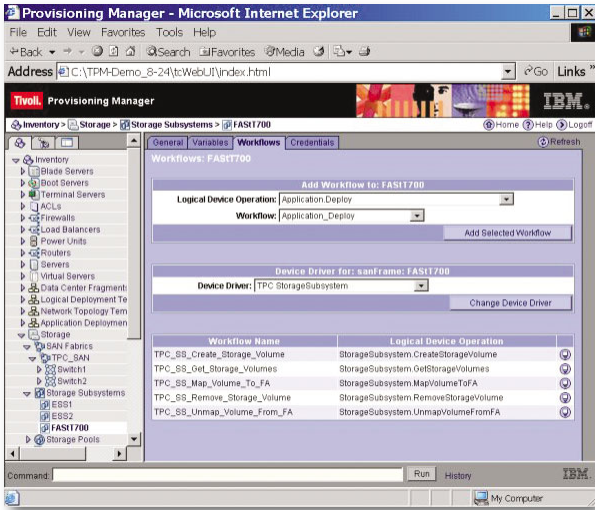 Provisioning Manager - Microsoft Internet Explorer
File Edit View Favorites Tools Help
Back Search Favorites Media
Address C:\TPM-Demo_8-24\tcWebUI\index.html Go Links »
Tivoli. Provisioning Manager IBM.
Inventory > Storage > Storage Subsystems > FAStT700 Home Help Logoff
General Variables Workflows Credentials Refresh
Workflows: FAStT700
Inventory
Blade Servers
Boot Servers
Terminal Servers
ACLs
Firewalls
Load Balancers
Power Units
Routers
Servers
Virtual Servers
Data Center Fragments
Logical Deployment Te
Network Topology Tem
Application Deploymen
Storage
SAN Fabrics
TPC_SAN
Switch1
Switch2
Storage Subsystems
ESS1
ESS2
FAStT700
Storage Pools
Add Workflow to: FAStT700
Logical Device Operation: Application.Deploy
Workflow: Application_Deploy
Add Selected Workflow
Device Driver for: sanFrame: FAStT700
Device Driver: TPC StorageSubsystem
Change Device Driver
Workflow Name Logical Device Operation
TPC_SS_Create_Storage_Volume StorageSubsystem.CreateStorageVolume
TPC_SS_Get_Storage_Volumes StorageSubsystem.GetStorageVolumes
TPC_SS_Map_Volume_To_FA StorageSubsystem.MapVolumeToFA
TPC_SS_Remove_Storage_Volume StorageSubsystem.RemoveStorageVolume
TPC_SS_Unmap_Volume_From_FA StorageSubsystem.UnmapVolumeFromFA
Command: Run History IBM.
My Computer